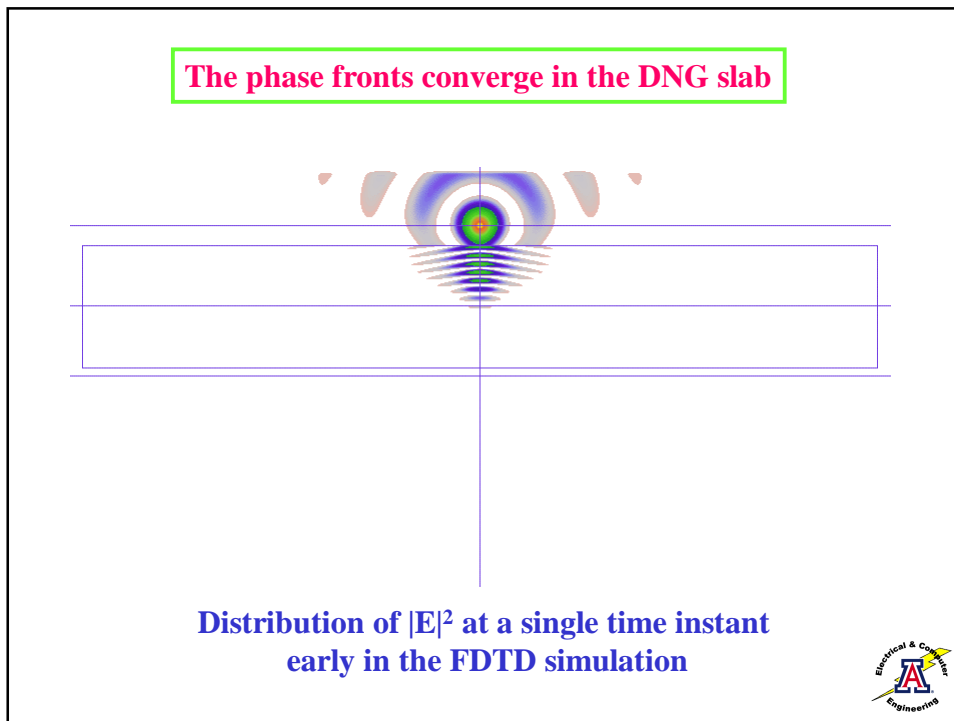 The phase fronts converge in the DNG slab
Distribution of |E|² at a single time instant
early in the FDTD simulation
Electrical & Computer
A
Engineering